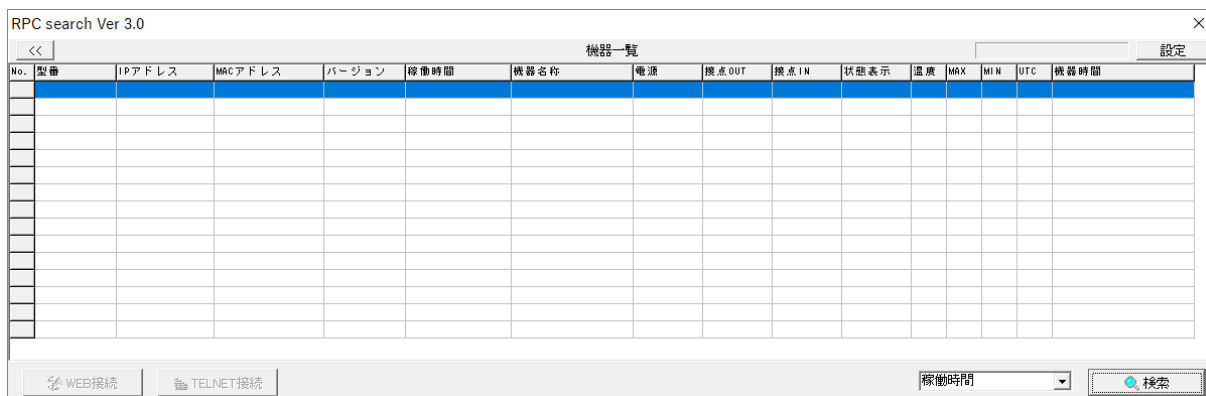 RPC search Ver 3.0 ×
<< 機器一覧 設定
No. 型番 IPアドレス MACアドレス バージョン 稼働時間 機器名称 電源 接点OUT 接点IN 状態表示 温度 MAX MIN UTC 機器時間
WEB接続 TELNET接続 稼働時間 検索